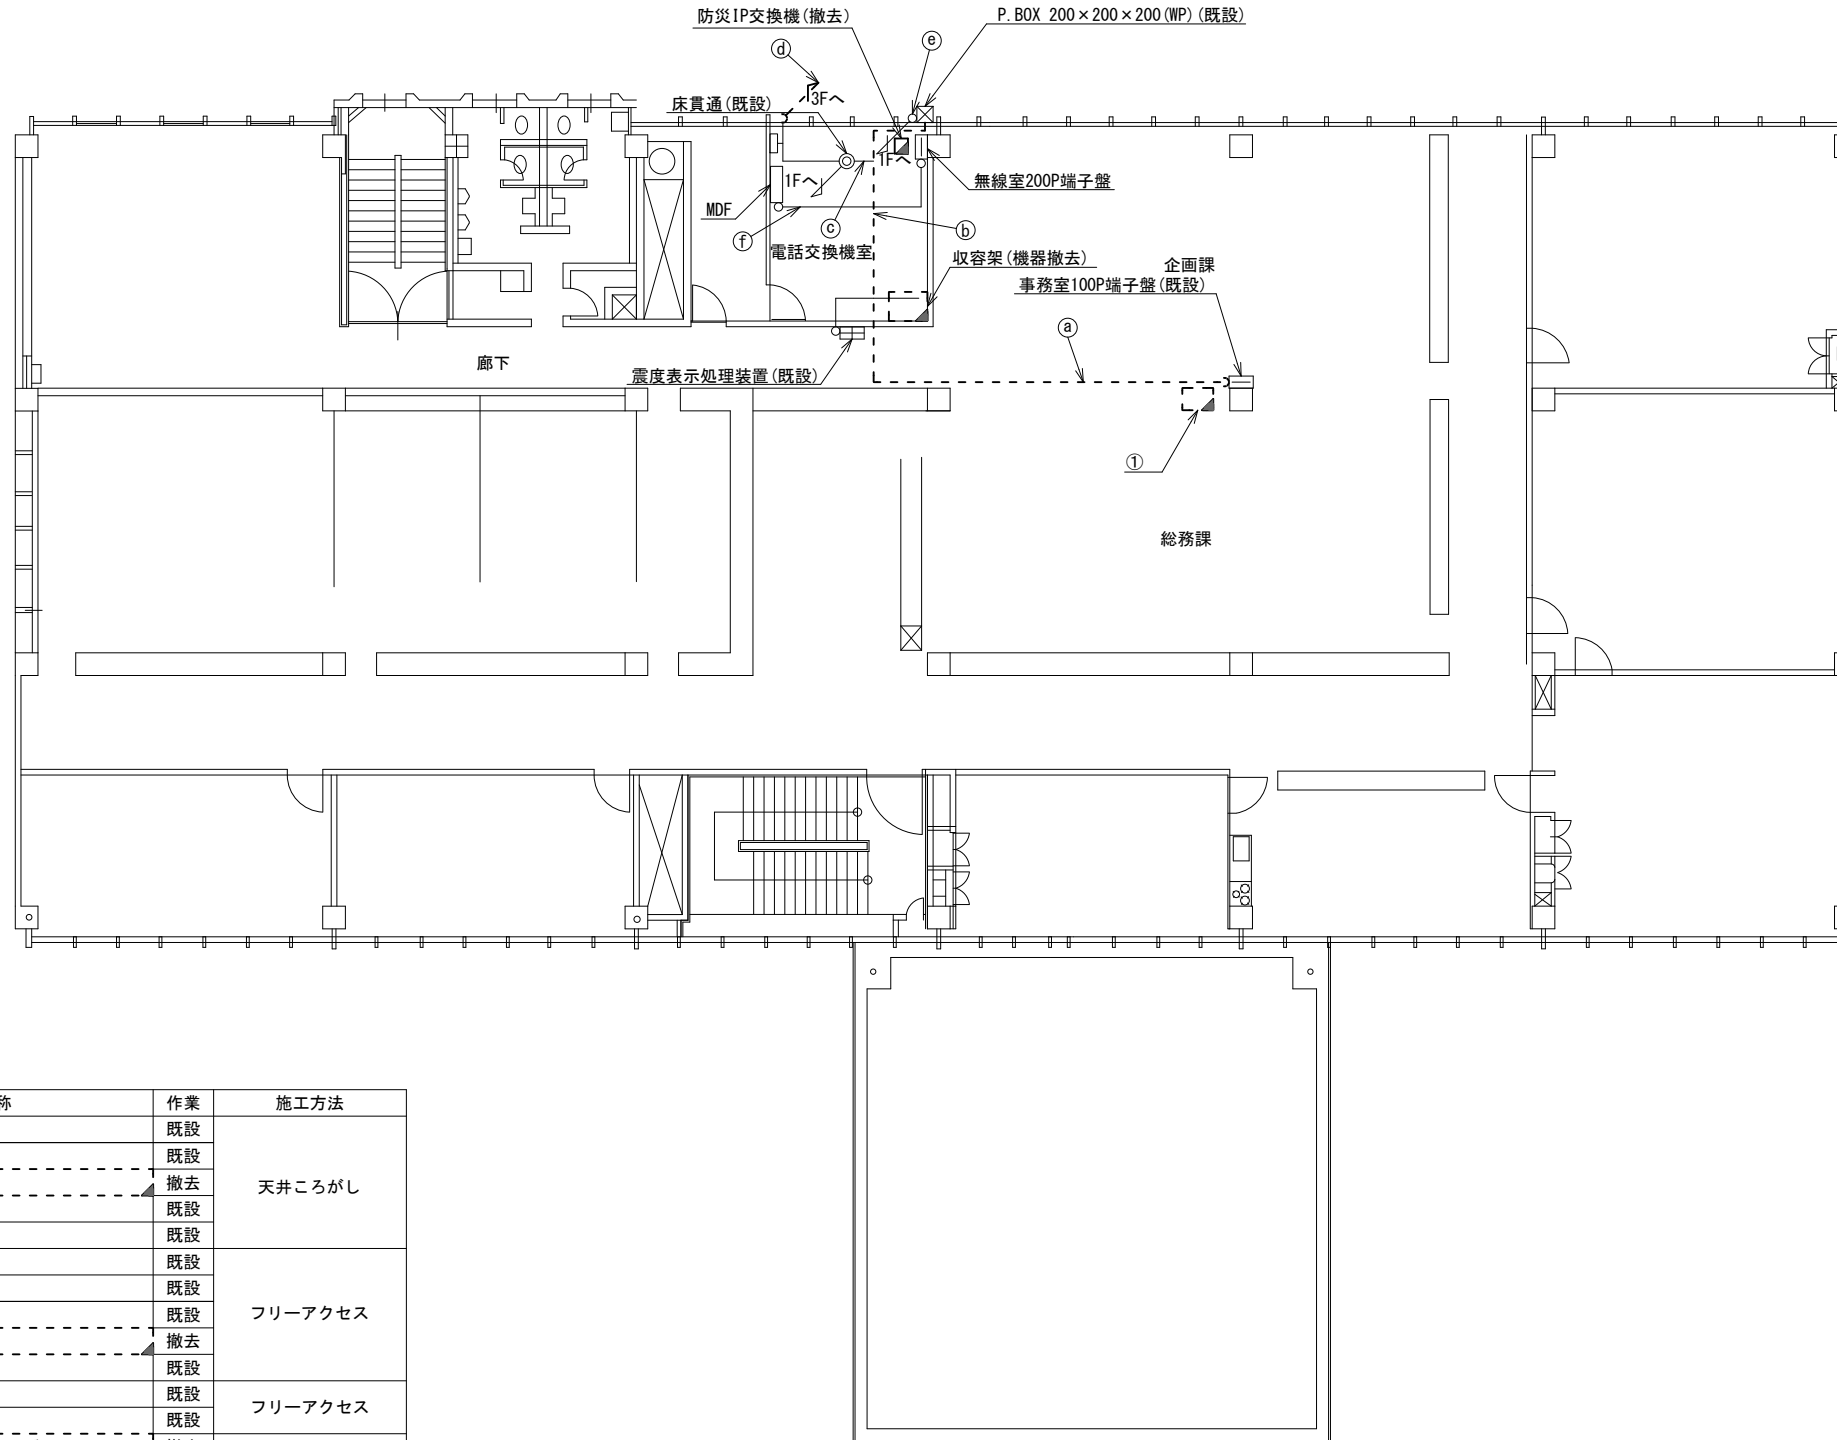 防災IP交換機(撤去)
P.BOX 200×200×200(WP)(既設)
ⓓ
ⓔ
床貫通(既設)
3Fへ
1Fへ
1Fへ
無線室200P端子盤
MDF
ⓕ
ⓒ
ⓑ
電話交換機室
収容架(機器撤去)
企画課
事務室100P端子盤(既設)
ⓐ
廊下
震度表示処理装置(既設)
①
総務課
称 作業 施工方法
既設
既設
撤去 天井ころがし
既設
既設
既設
既設
既設 フリーアクセス
撤去
既設
既設 フリーアクセス
既設